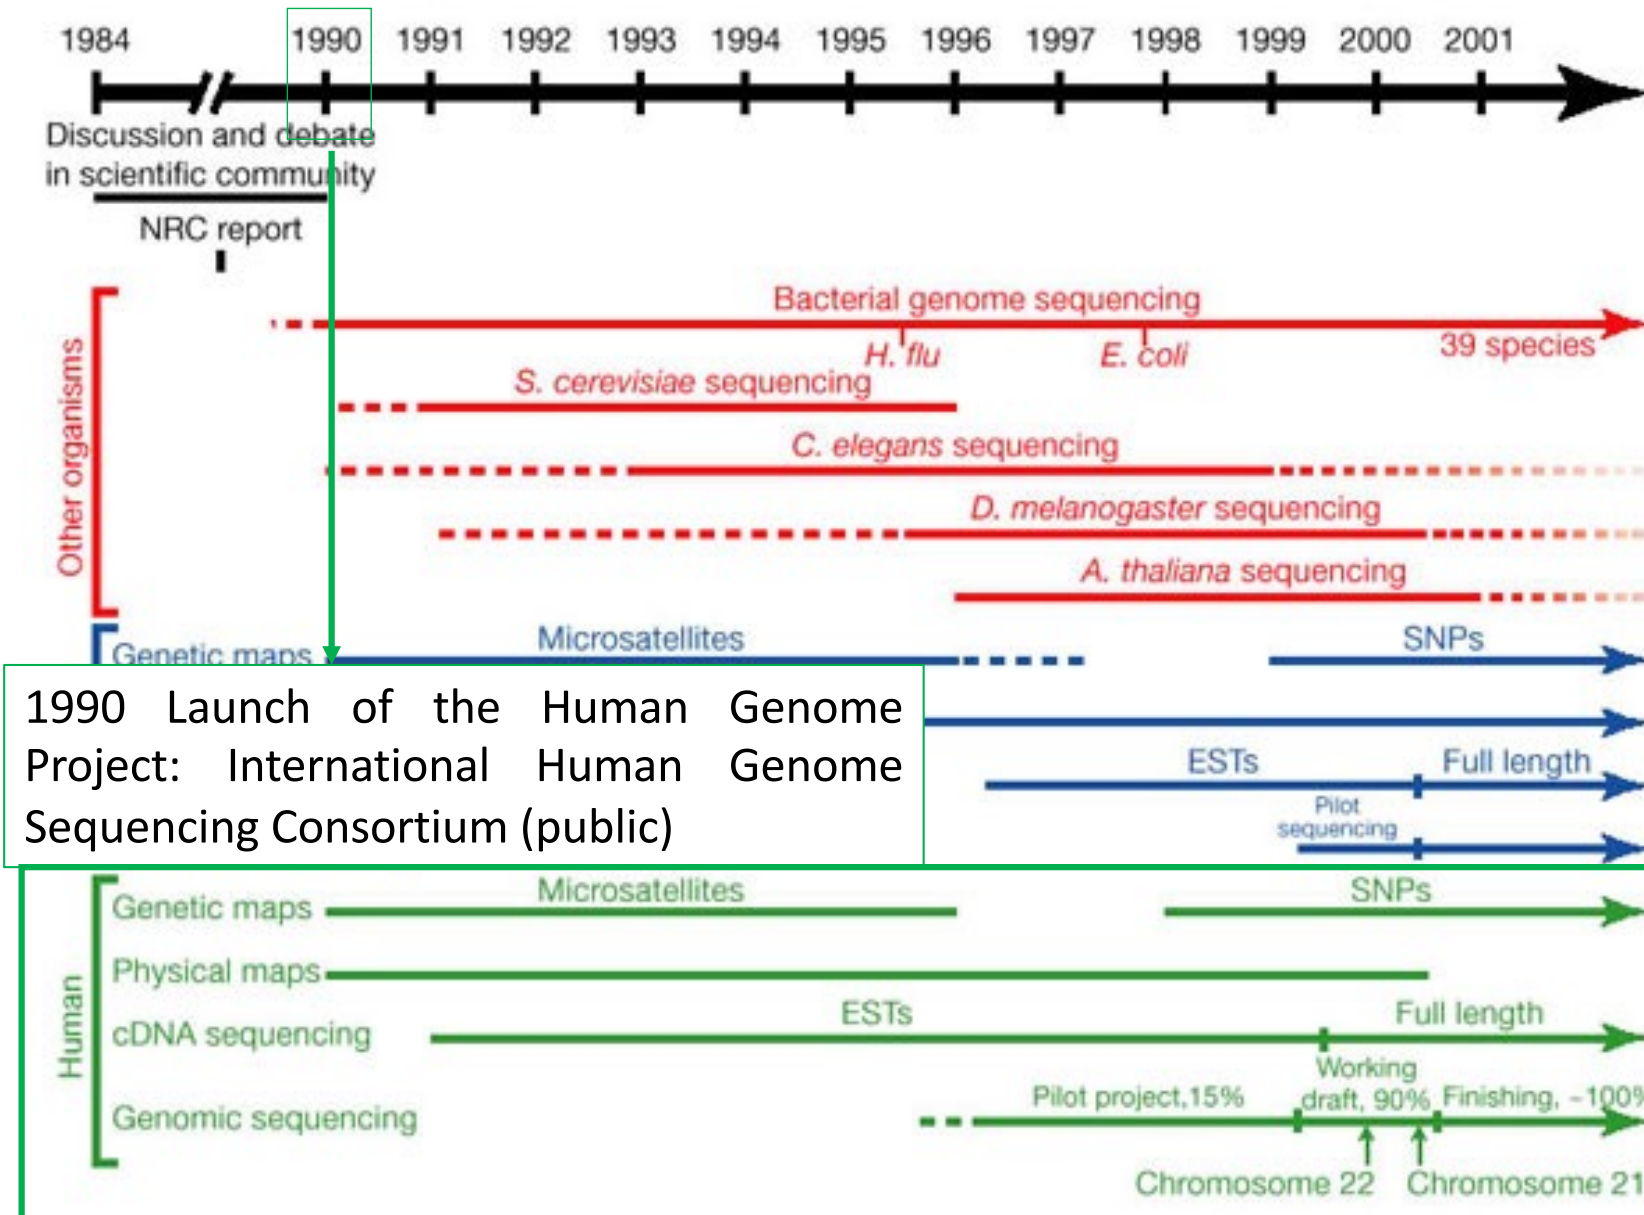 1984 1990 1991 1992 1993 1994 1995 1996 1997 1998 1999 2000 2001
Discussion and debate
in scientific community
NRC report
Other organisms
Bacterial genome sequencing
H. flu E. coli 39 species
S. cerevisiae sequencing
C. elegans sequencing
D. melanogaster sequencing
A. thaliana sequencing
Genetic maps Microsatellites SNPs
1990 Launch of the Human Genome
Project: International Human Genome
Sequencing Consortium (public)
ESTs Full length
Pilot
sequencing
Human
Genetic maps Microsatellites SNPs
Physical maps
cDNA sequencing ESTs Full length
Genomic sequencing
Pilot project,15%
Working
draft, 90%
Finishing, ~100%
Chromosome 22 Chromosome 21